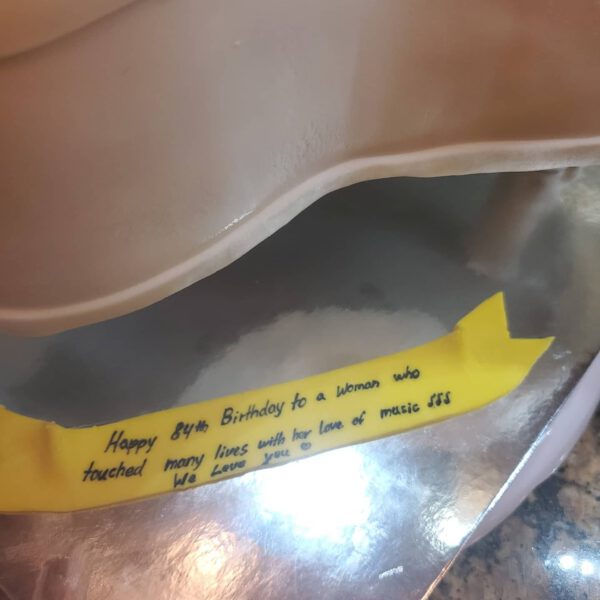 Happy 84th Birthday to a woman who
touched many lives with her love of music
We Love you